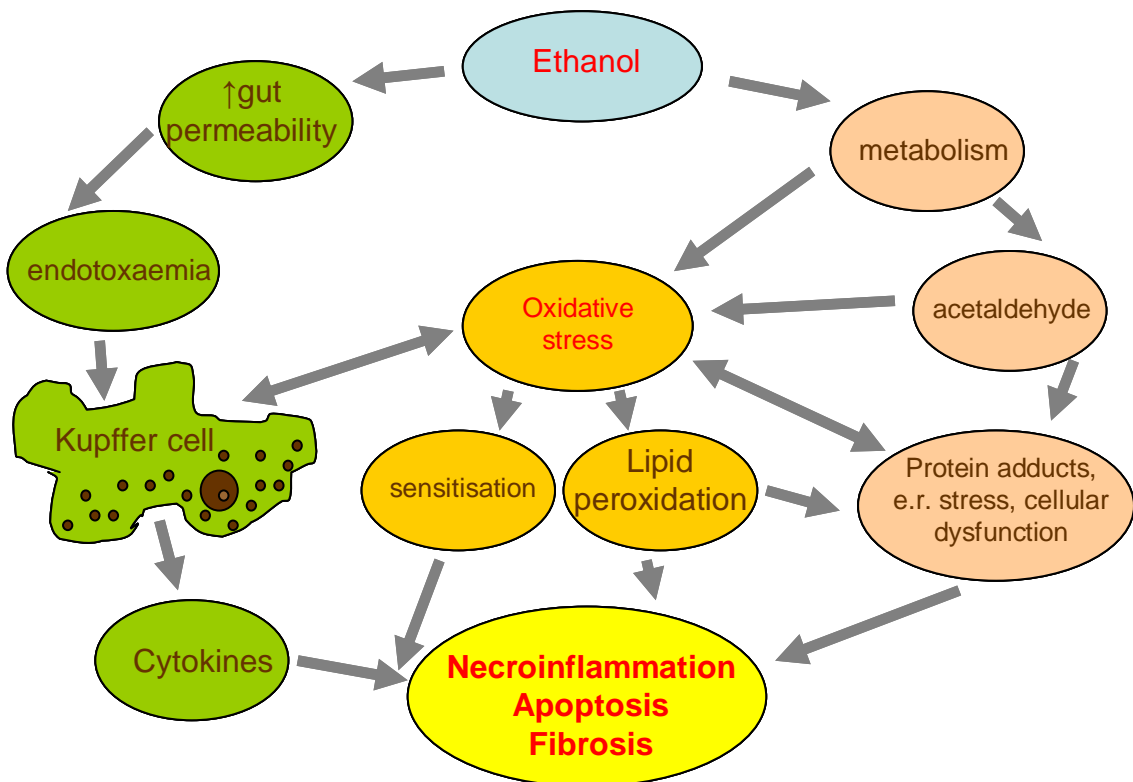 Ethanol
↑gut
permeability
metabolism
endotoxaemia
Oxidative
stress
acetaldehyde
Kupffer cell
sensitisation
Lipid
peroxidation
Protein adducts,
e.r. stress, cellular
dysfunction
Cytokines
Necroinflammation
Apoptosis
Fibrosis